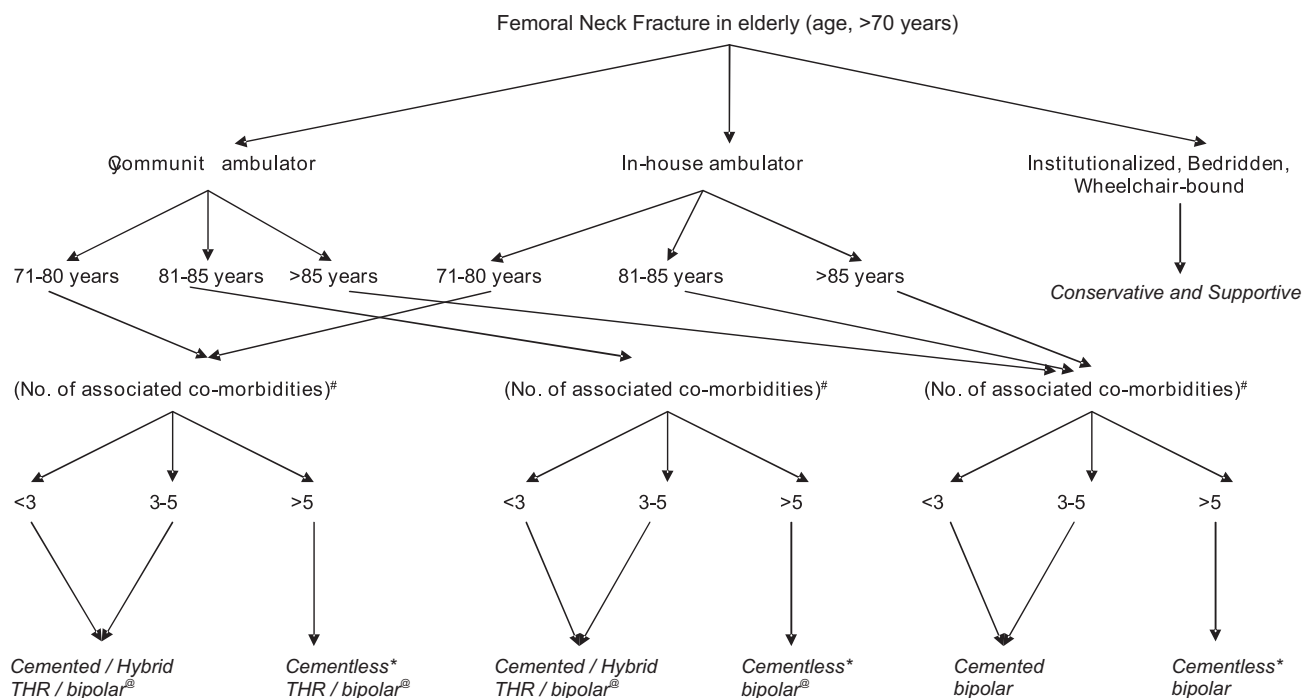 Femoral Neck Fracture in elderly (age, >70 years)
Communit ambulator
y
In-house ambulator
Institutionalized, Bedridden,
Wheelchair-bound
71-80 years
81-85 years
>85 years
71-80 years
81-85 years
>85 years
Conservative and Supportive
(No. of associated co-morbidities)#
(No. of associated co-morbidities)#
(No. of associated co-morbidities)#
<3
3-5
>5
<3
3-5
>5
<3
3-5
>5
Cemented / Hybrid
THR / bipolar@
Cementless*
THR / bipolar@
Cemented / Hybrid
THR / bipolar@
Cementless*
bipolar@
Cemented
bipolar
Cementless*
bipolar